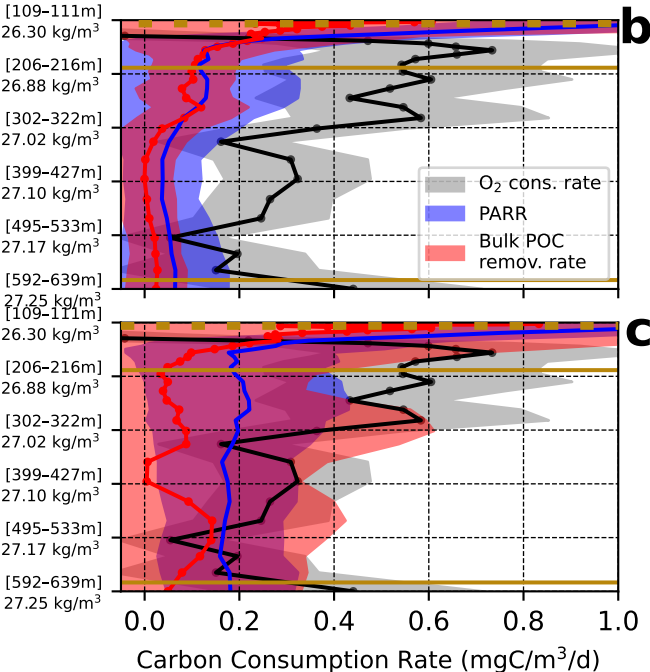 [109–111m]
26.30 kg/m³
b
[206–216m]
26.88 kg/m³
[302–322m]
27.02 kg/m³
[399–427m]
27.10 kg/m³
O₂ cons. rate
PARR
Bulk POC
remov. rate
[495–533m]
27.17 kg/m³
[592–639m]
27.25 kg/m³
[109–111m]
26.30 kg/m³
c
[206–216m]
26.88 kg/m³
[302–322m]
27.02 kg/m³
[399–427m]
27.10 kg/m³
[495–533m]
27.17 kg/m³
[592–639m]
27.25 kg/m³
0.0 0.2 0.4 0.6 0.8 1.0
Carbon Consumption Rate (mgC/m³/d)